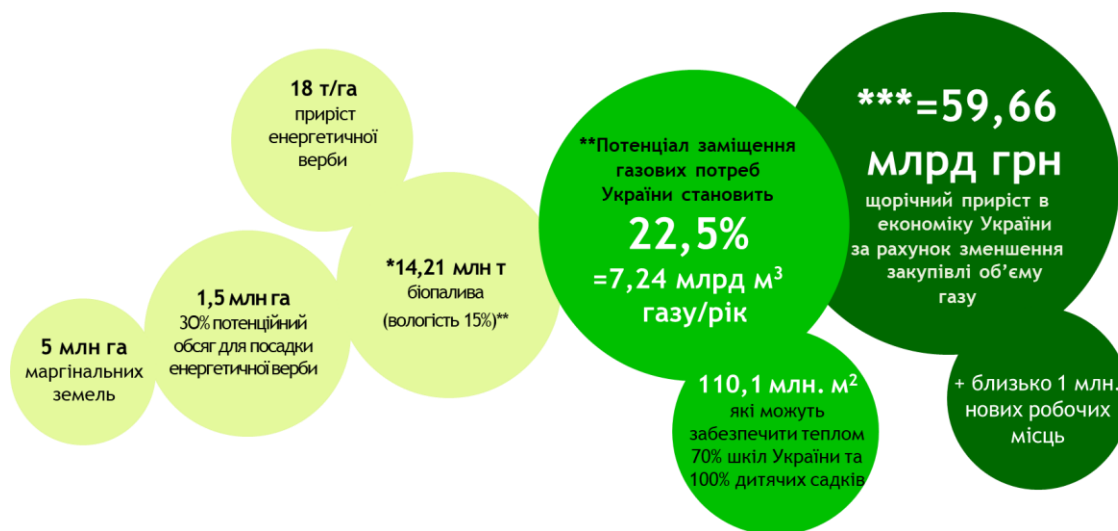 5 млн га
маргінальних
земель
1,5 млн га
30% потенційний
обсяг для посадки
енергетичної верби
18 т/га
приріст
енергетичної
верби
*14,21 млн т
біопалива
(вологість 15%)**
**Потенціал заміщення
газових потреб
України становить
22,5%
=7,24 млрд м³
газу/рік
110,1 млн. м²
які можуть
забезпечити теплом
70% шкіл України та
100% дитячих садків
***=59,66
млрд грн
щорічний приріст в
економіку України
за рахунок зменшення
закупівлі об’єму
газу
+ близько 1 млн.
нових робочих
місць